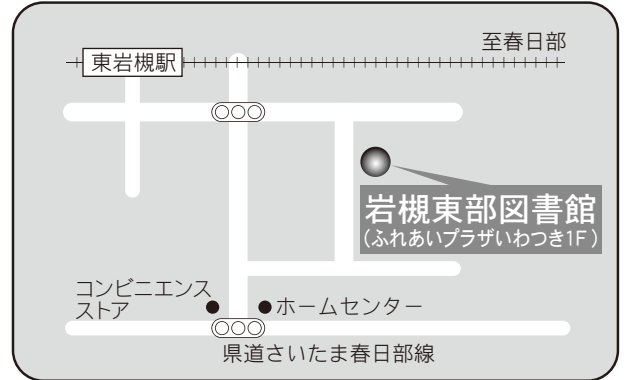 至春日部
東岩槻駅
岩槻東部図書館
(ふれあいプラザいわつき1F)
コンビニエンス
ストア
ホームセンター
県道さいたま春日部線